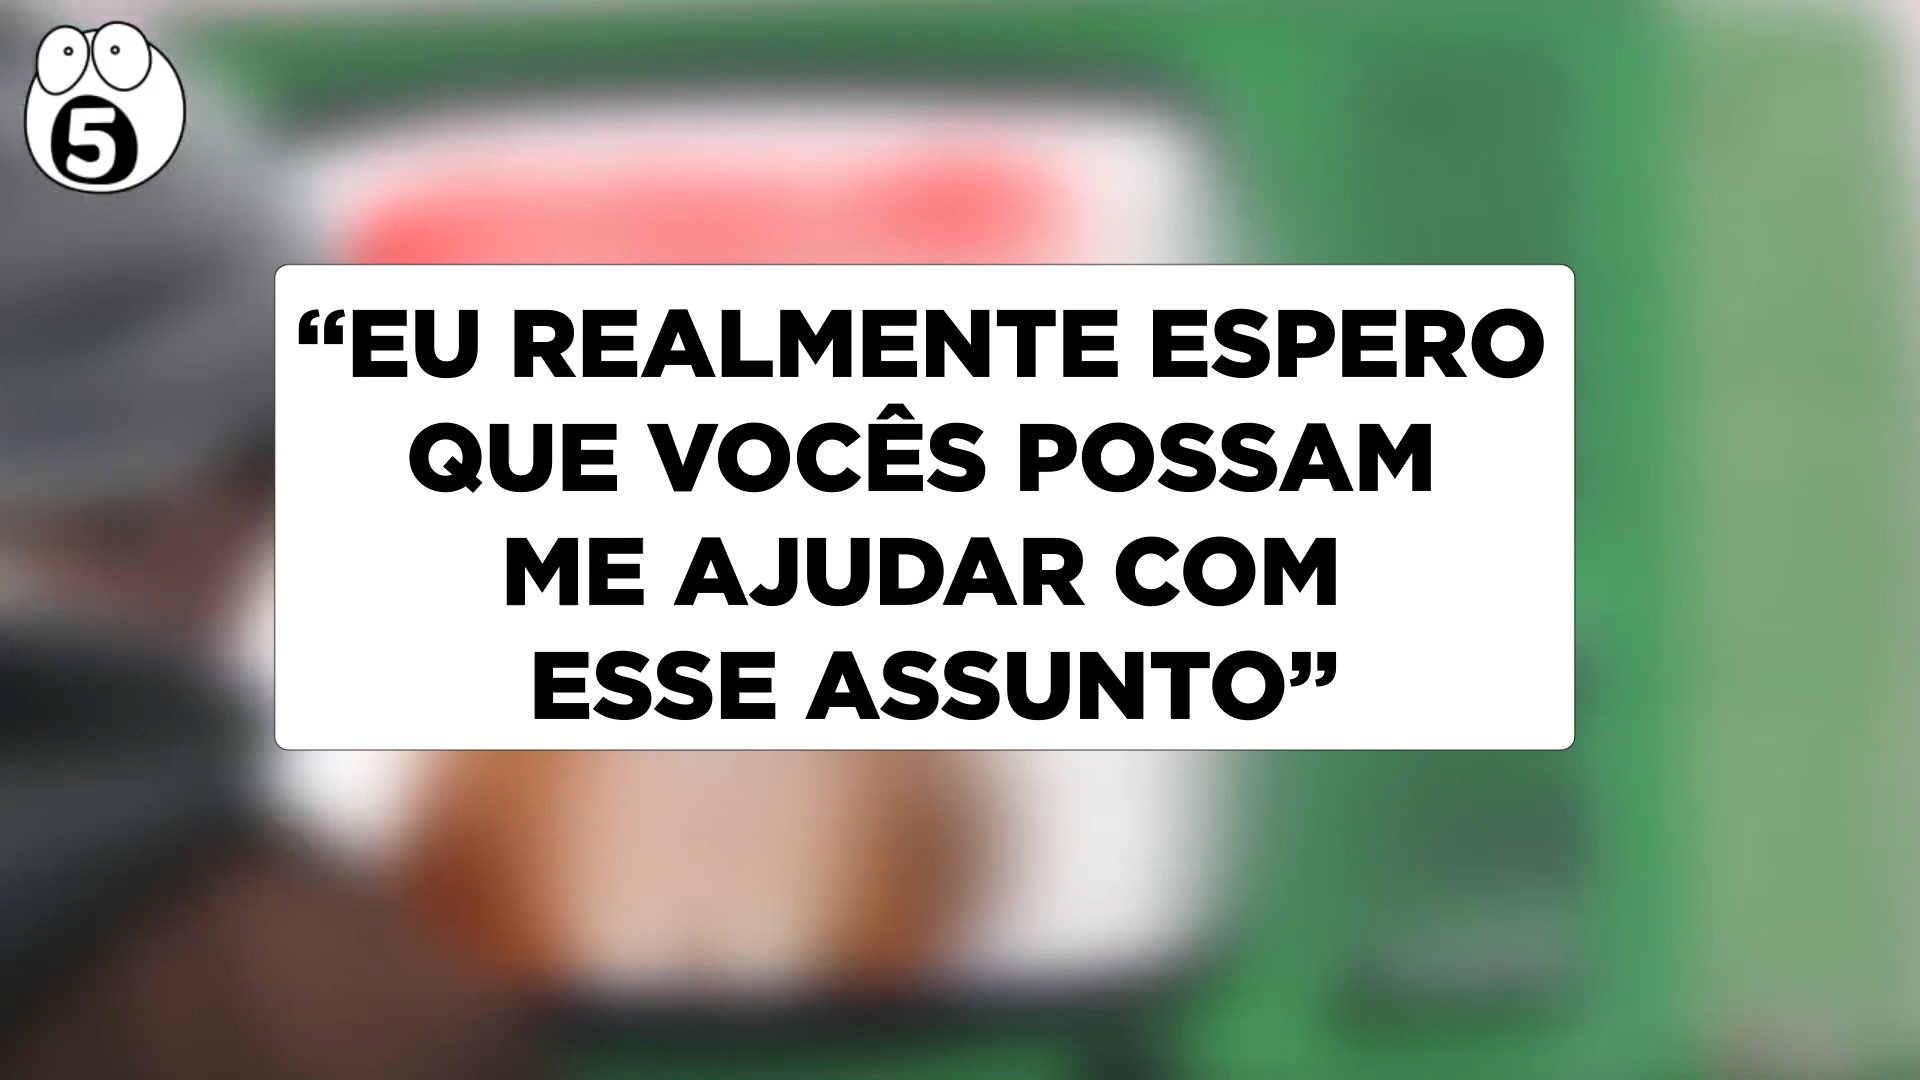 5
“EU REALMENTE ESPERO
QUE VOCÊS POSSAM
ME AJUDAR COM
ESSE ASSUNTO”